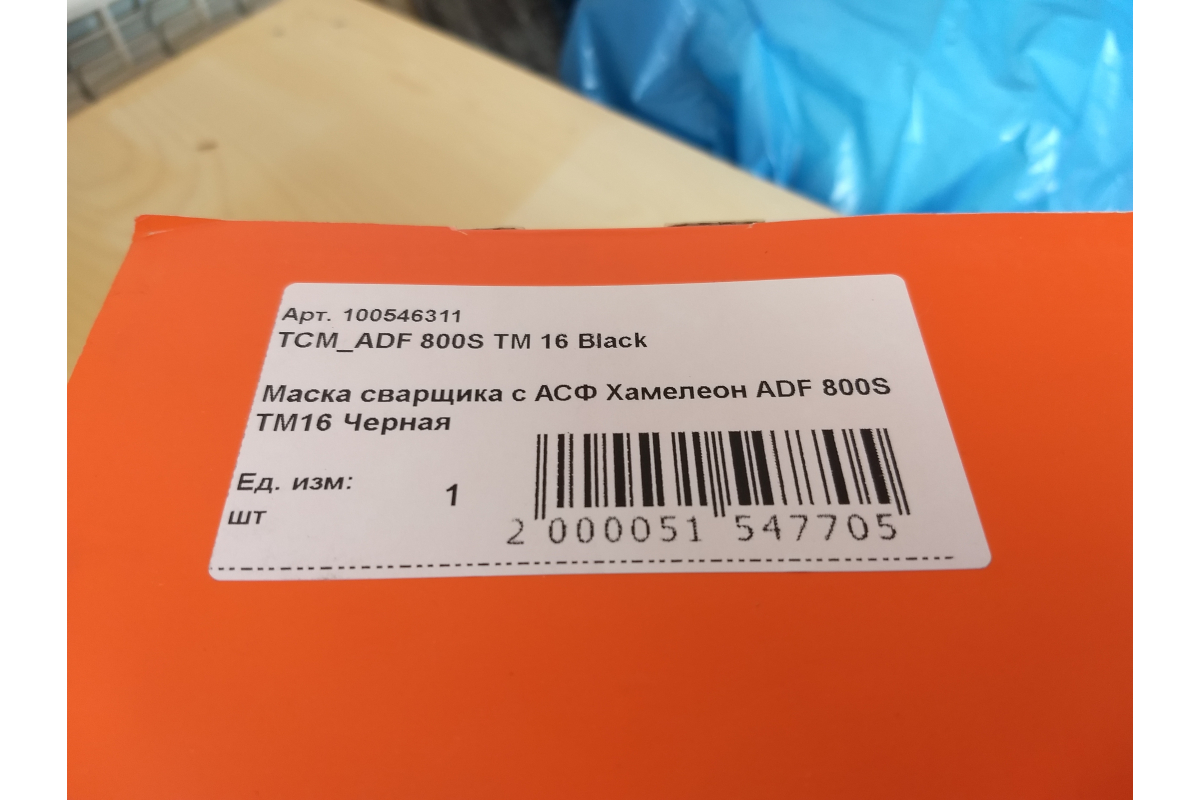 Арт. 100546311
TCM_ADF 800S TM 16 Black
Маска сварщика с АСФ Хамелеон ADF 800S
TM16 Черная
Ед. изм:
шт
1
2 000051 547705